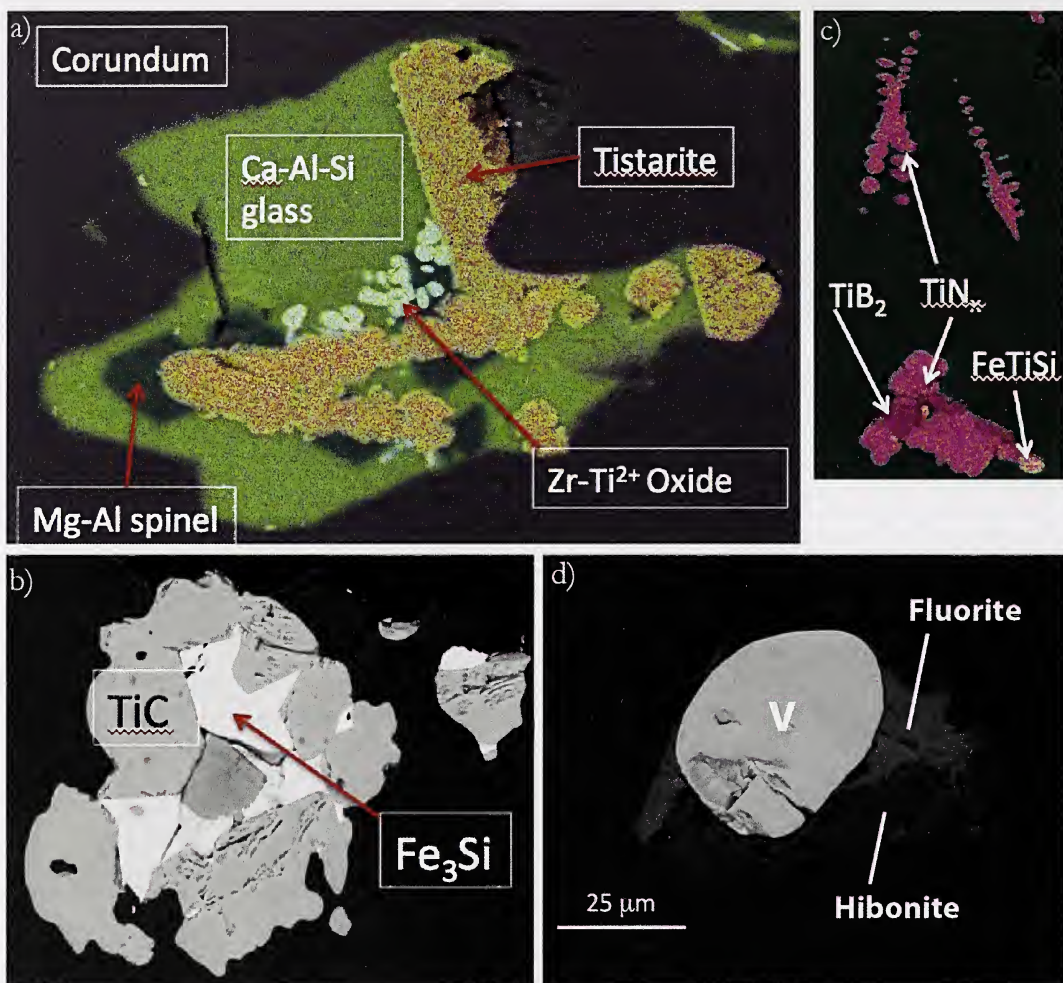 a)
Corundum
Ca-Al-Si
glass
Tistarite
Zr-Ti²⁺ Oxide
Mg-Al spinel
b)
TiC
Fe₃Si
c)
TiB₂
TiNₓ
FeTiSi
d)
V
Fluorite
Hibonite
25 μm